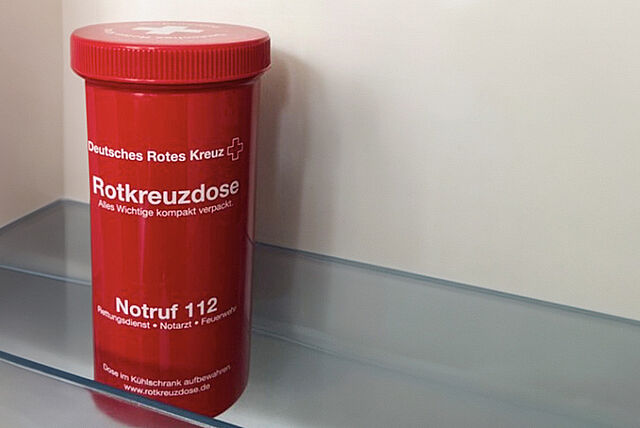 Deutsches Rotes Kreuz
Rotkreuzdose
Alles Wichtige kompakt verpackt.
Notruf 112
Rettungsdienst • Notarzt • Feuerwehr
Dose im Kühlschrank aufbewahren.
www.rotkreuzdose.de